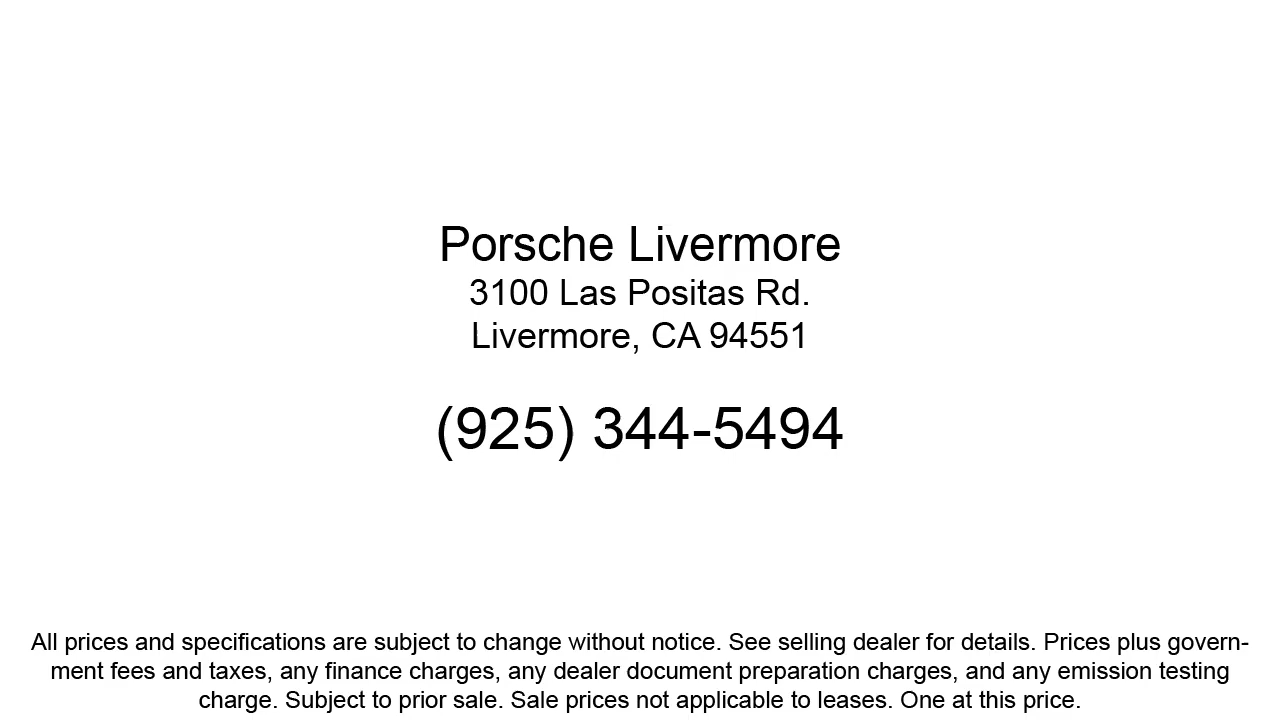 Porsche Livermore
3100 Las Positas Rd.
Livermore, CA 94551
(925) 344-5494
All prices and specifications are subject to change without notice. See selling dealer for details. Prices plus govern-
ment fees and taxes, any finance charges, any dealer document preparation charges, and any emission testing
charge. Subject to prior sale. Sale prices not applicable to leases. One at this price.